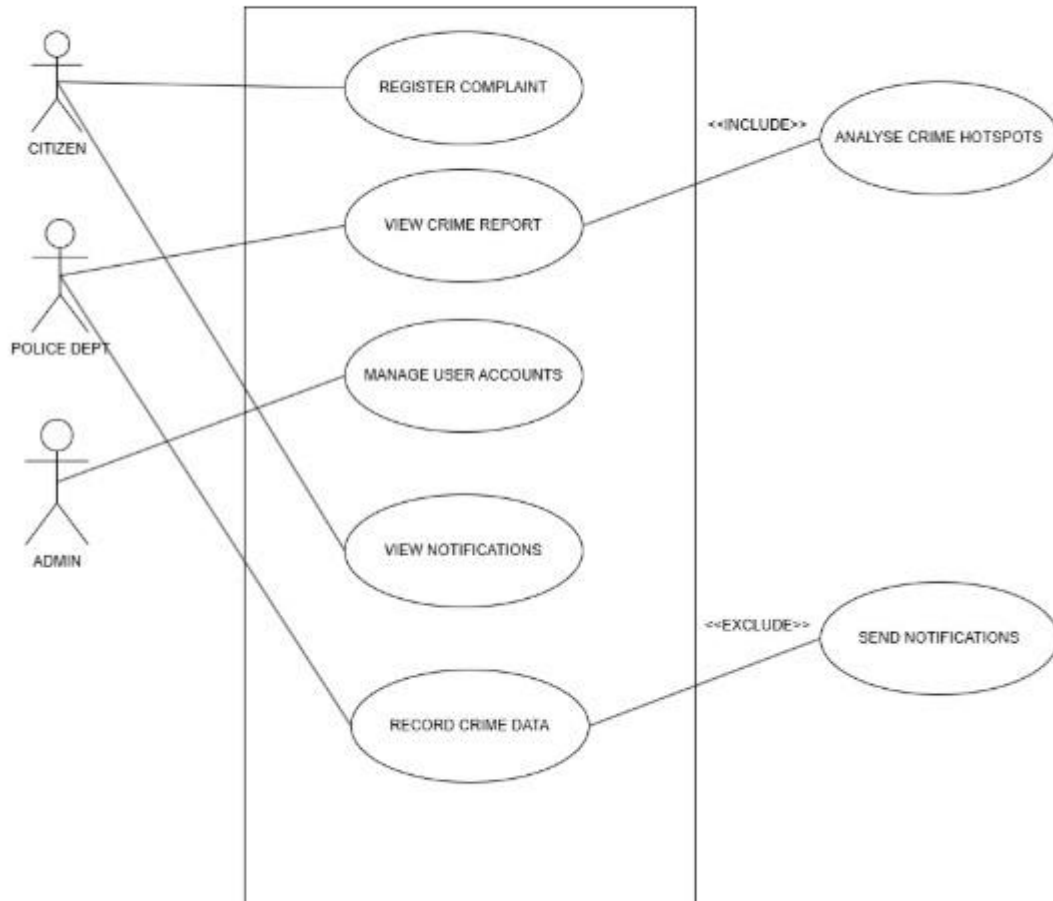 REGISTER COMPLAINT
<<INCLUDE>>
ANALYSE CRIME HOTSPOTS
CITIZEN
VIEW CRIME REPORT
POLICE DEPT
MANAGE USER ACCOUNTS
ADMIN
VIEW NOTIFICATIONS
<<EXCLUDE>>
SEND NOTIFICATIONS
RECORD CRIME DATA